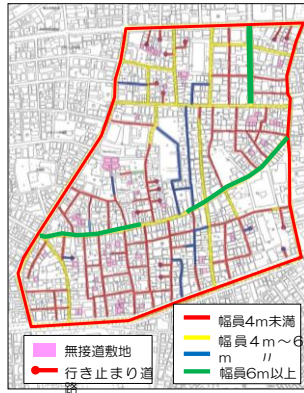 無接道敷地
行き止まり道
路
幅員4m未満
幅員4m～6
m 〃
幅員6m以上